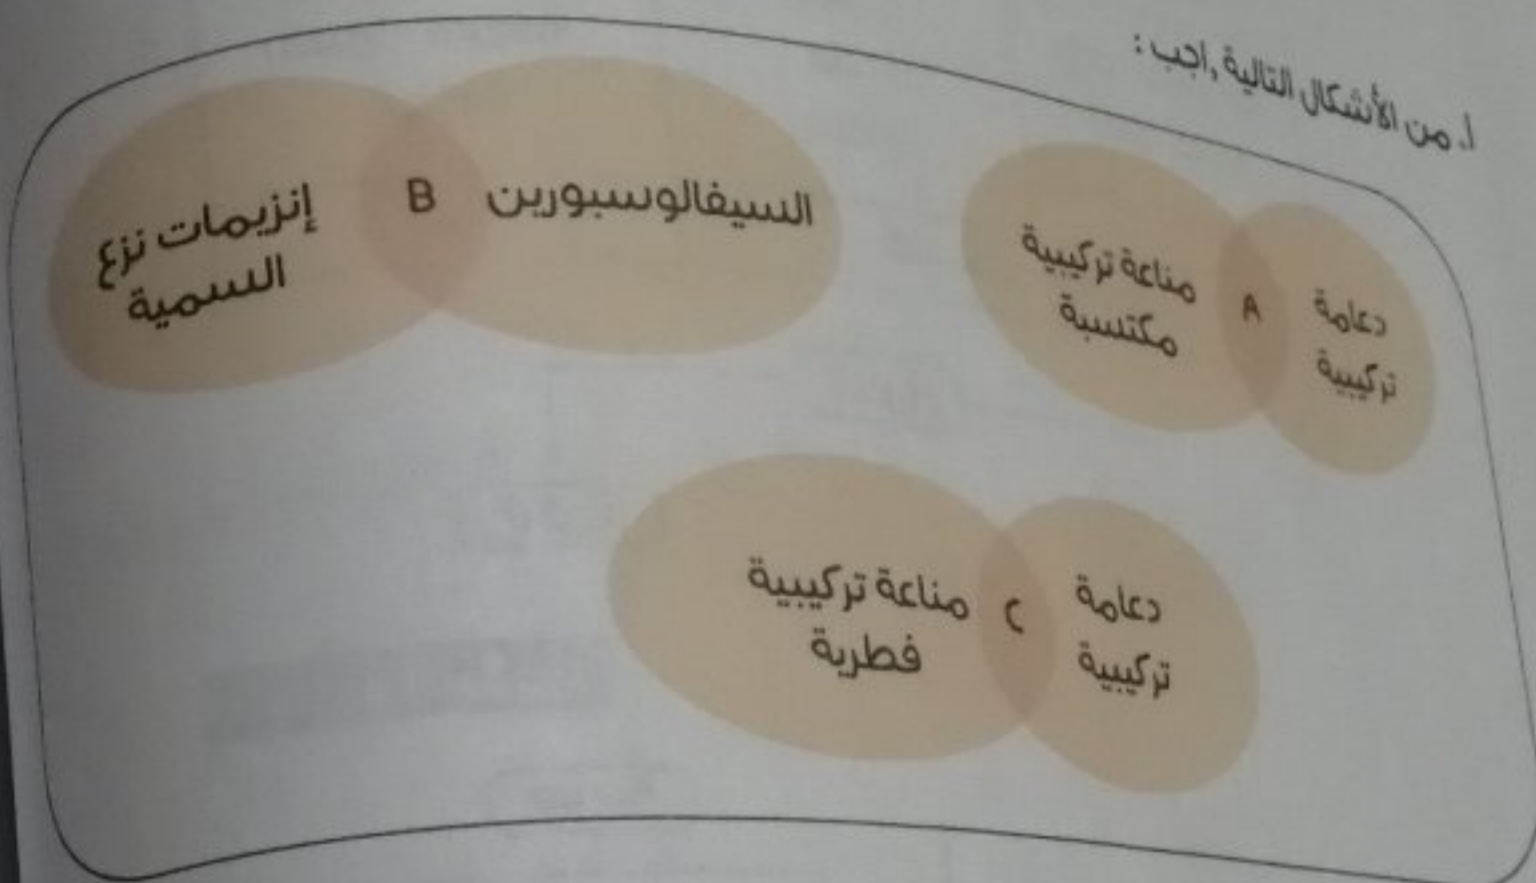 أ. من الأشكال التالية, اجب :
دعامة
تركيبية
A
مناعة تركيبية
مكتسبة
السيفالوسبورين
B
إنزيمات نزع
السمية
دعامة
تركيبية
C
مناعة تركيبية
فطرية